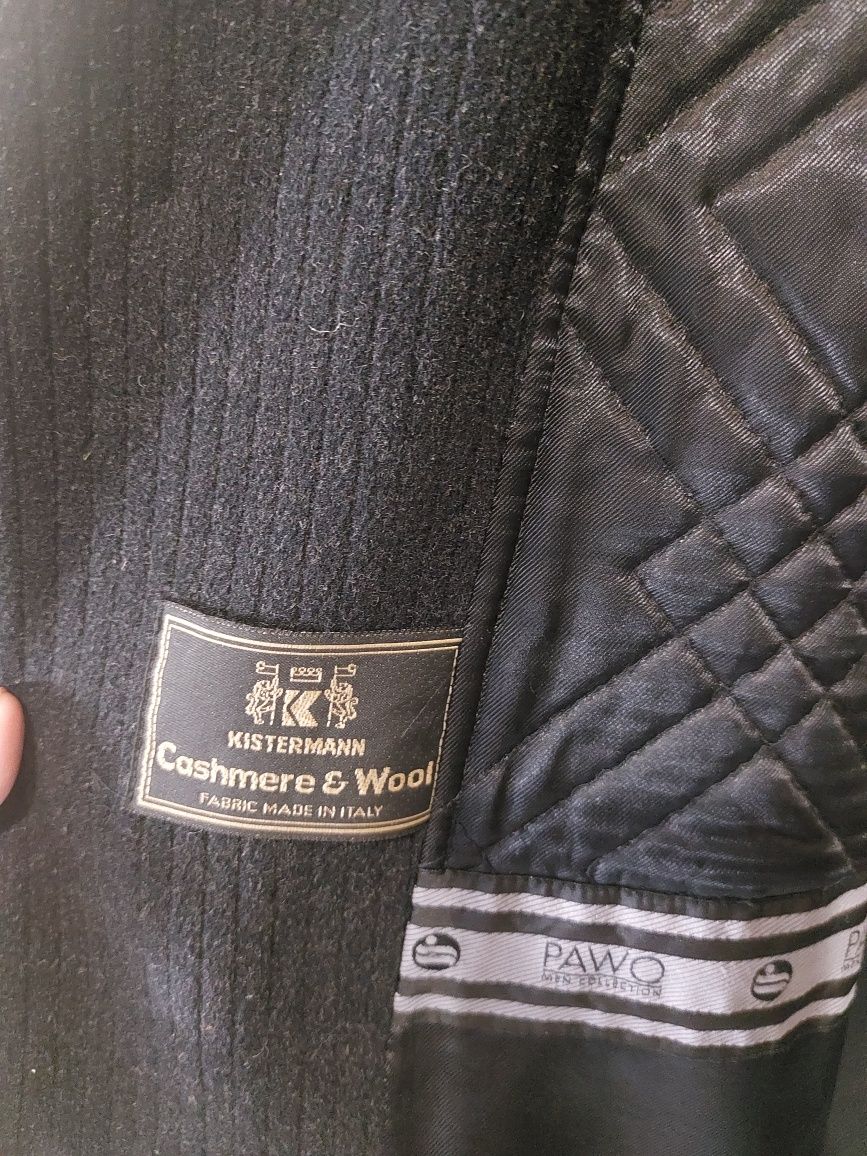 K
KISTERMANN
Cashmere & Wool
FABRIC MADE IN ITALY
PAWO
MEN COLLECTION